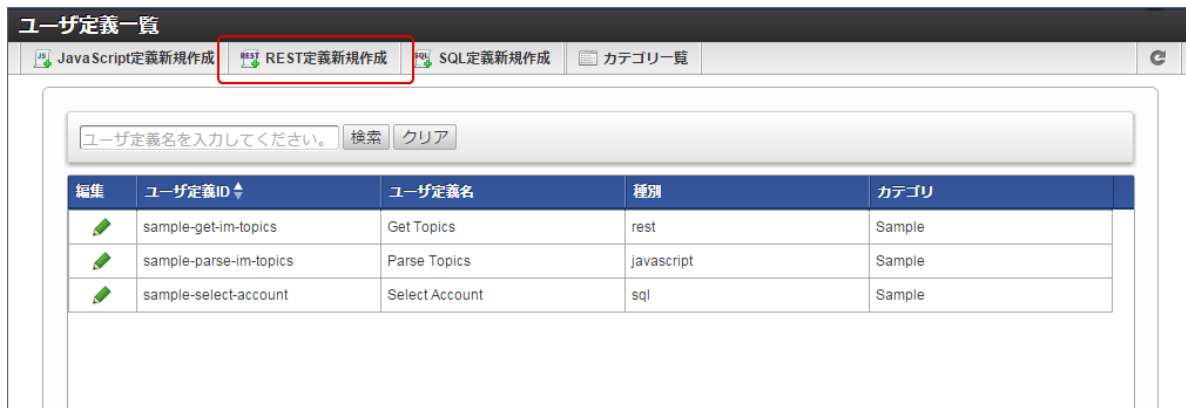 ユーザ定義一覧
JavaScript定義新規作成 REST定義新規作成 SQL定義新規作成 カテゴリ一覧
ユーザ定義名を入力してください。 検索 クリア
編集 ユーザ定義ID ユーザ定義名 種別 カテゴリ
sample-get-im-topics Get Topics rest Sample
sample-parse-im-topics Parse Topics javascript Sample
sample-select-account Select Account sql Sample